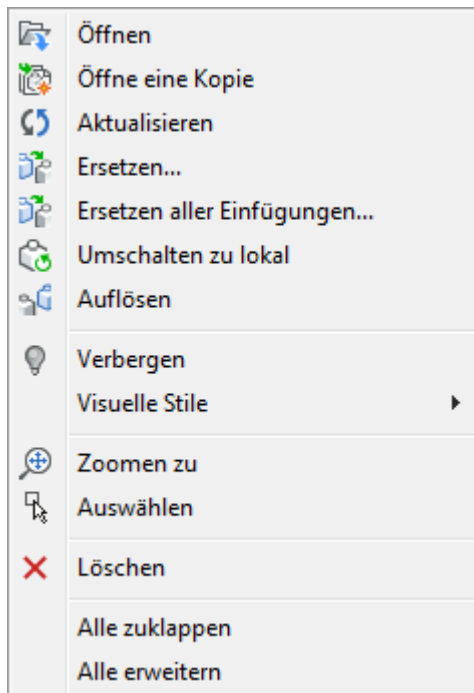 Öffnen
Öffne eine Kopie
Aktualisieren
Ersetzen...
Ersetzen aller Einfügungen...
Umschalten zu lokal
Auflösen
Verbergen
Visuelle Stile
Zoomen zu
Auswählen
Löschen
Alle zuklappen
Alle erweitern